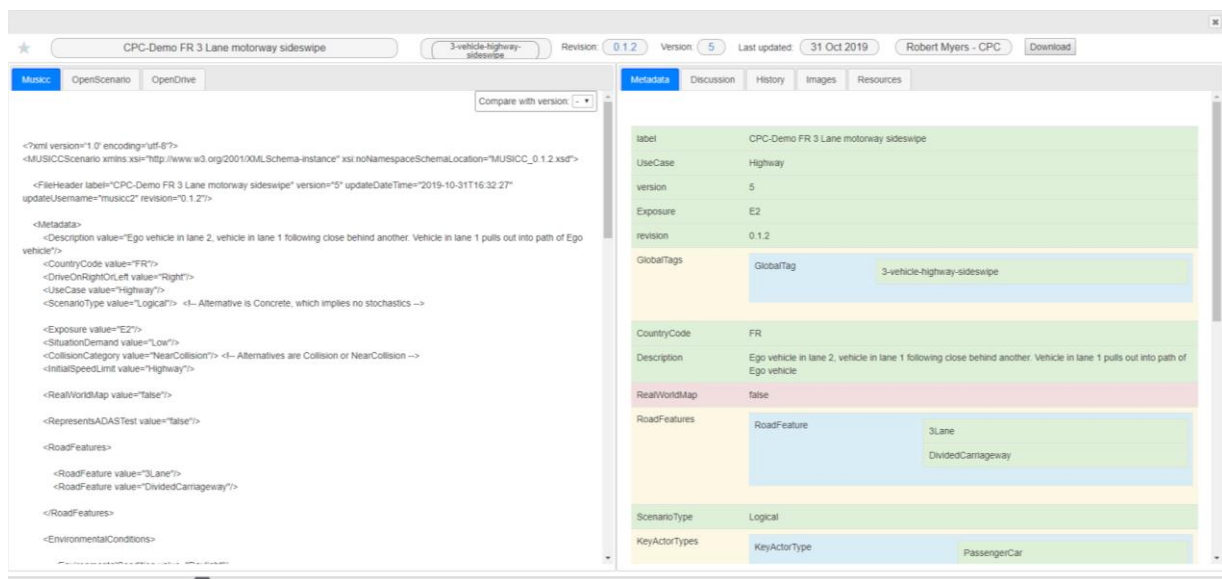 CPC-Demo FR 3 Lane motorway sideswipe
3-vehicle-highway-
sideswipe
Revision: 0.1.2
Version: 5
Last updated: 31 Oct 2019
Robert Myers - CPC
Download
Musicc OpenScenario OpenDrive
Compare with version: -
<?xml version='1.0' encoding='utf-8'?>
<MUSICCScenario xmlns:xsi="http://www.w3.org/2001/XMLSchema-instance" xsi:noNamespaceSchemaLocation="MUSICC_0.1.2.xsd">
<FileHeader label="CPC-Demo FR 3 Lane motorway sideswipe" version="5" updateDateTime="2019-10-31T16:32:27"
updateUsername="musicc2" revision="0.1.2"/>
<Metadata>
<Description value="Ego vehicle in lane 2, vehicle in lane 1 following close behind another. Vehicle in lane 1 pulls out into path of Ego
vehicle"/>
<CountryCode value="FR"/>
<DriveOnRightOrLeft value="Right"/>
<UseCase value="Highway"/>
<ScenarioType value="Logical"/> <!-- Alternative is Concrete, which implies no stochastics -->
<Exposure value="E2"/>
<SituationDemand value="Low"/>
<CollisionCategory value="NearCollision"/> <!-- Alternatives are Collision or NearCollision -->
<InitialSpeedLimit value="Highway"/>
<RealWorldMap value="false"/>
<RepresentsADASTest value="false"/>
<RoadFeatures>
<RoadFeature value="3Lane"/>
<RoadFeature value="DividedCarriageway"/>
</RoadFeatures>
<EnvironmentalConditions>
Metadata Discussion History Images Resources
label CPC-Demo FR 3 Lane motorway sideswipe
UseCase Highway
version 5
Exposure E2
revision 0.1.2
GlobalTags GlobalTag 3-vehicle-highway-sideswipe
CountryCode FR
Description Ego vehicle in lane 2, vehicle in lane 1 following close behind another. Vehicle in lane 1 pulls out into path of
Ego vehicle
RealWorldMap false
RoadFeatures RoadFeature 3Lane
DividedCarriageway
ScenarioType Logical
KeyActorTypes KeyActorType PassengerCar